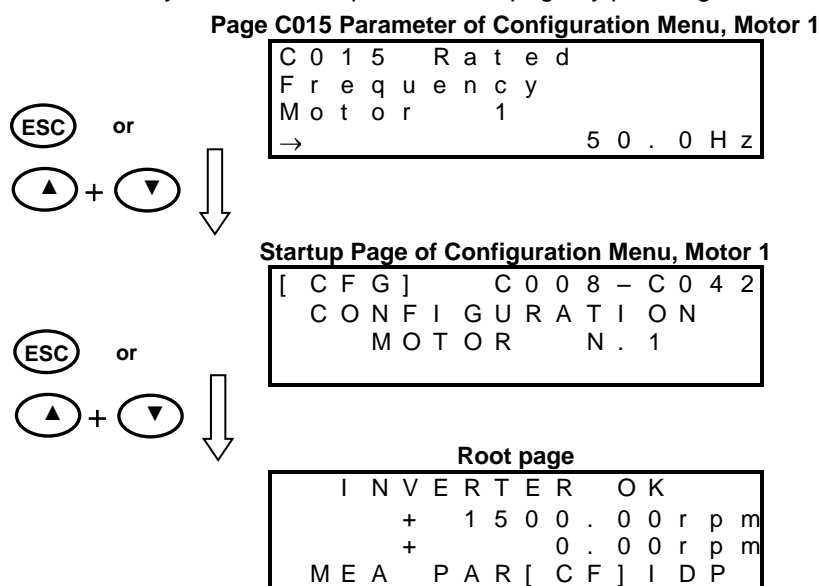 Page C015 Parameter of Configuration Menu, Motor 1
C015 Rated
Frequency
Motor 1
→ 50.0Hz
ESC or
▲ + ▼
Startup Page of Configuration Menu, Motor 1
[CFG] C008–C042
CONFIGURATION
MOTOR N.1
ESC or
▲ + ▼
Root page
INVERTER OK
+ 1500.00rpm
+ 0.00rpm
MEA PAR[CF]IDP